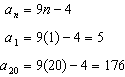 aₙ = 9n − 4
a₁ = 9(1) − 4 = 5
a₂₀ = 9(20) − 4 = 176